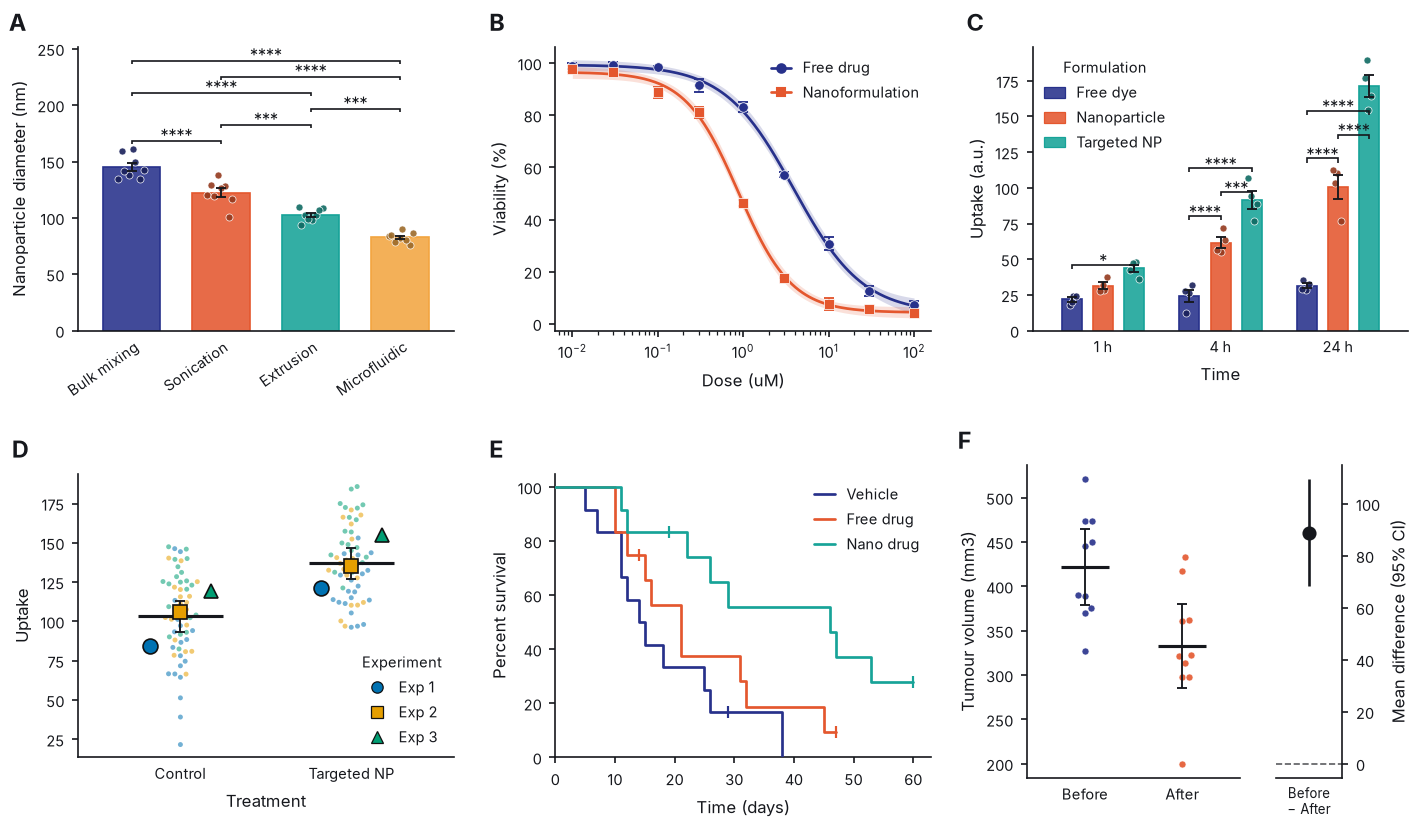 A
Nanoparticle diameter (nm)
250
200
150
100
50
0
****
****
****
***
***
****
Bulk mixing
Sonication
Extrusion
Microfluidic
B
Viability (%)
100
80
60
40
20
0
Free drug
Nanoformulation
10⁻²
10⁻¹
10⁰
10¹
10²
Dose (uM)
C
Uptake (a.u.)
175
150
125
100
75
50
25
0
Formulation
Free dye
Nanoparticle
Targeted NP
*
****
***
****
****
****
****
1 h
4 h
24 h
Time
D
Uptake
175
150
125
100
75
50
25
Experiment
Exp 1
Exp 2
Exp 3
Control
Targeted NP
Treatment
E
Percent survival
100
80
60
40
20
0
Vehicle
Free drug
Nano drug
0
10
20
30
40
50
60
Time (days)
F
Tumour volume (mm3)
500
450
400
350
300
250
200
Before
After
100
80
60
40
20
0
Mean difference (95% CI)
Before
− After